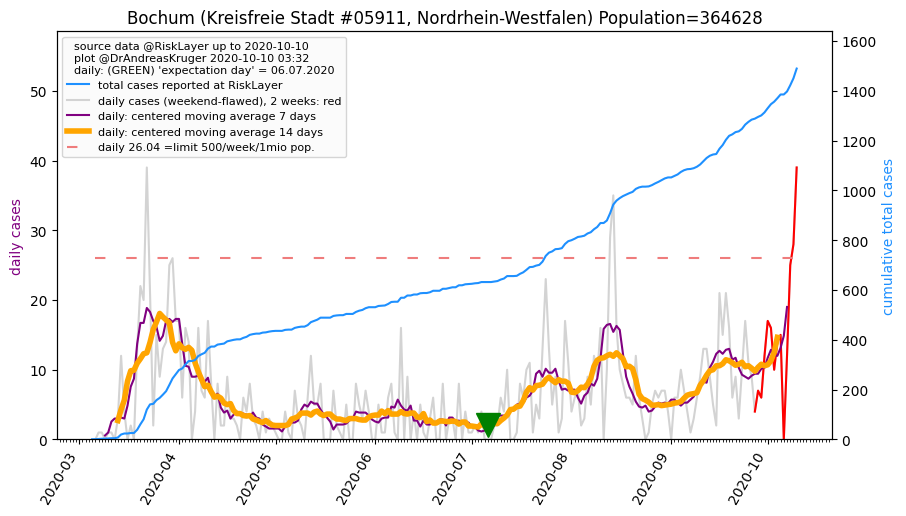 Bochum (Kreisfreie Stadt #05911, Nordrhein-Westfalen) Population=364628
source data @RiskLayer up to 2020-10-10
plot @DrAndreasKruger 2020-10-10 03:32
daily: (GREEN) 'expectation day' = 06.07.2020
total cases reported at RiskLayer
daily cases (weekend-flawed), 2 weeks: red
daily: centered moving average 7 days
daily: centered moving average 14 days
daily 26.04 =limit 500/week/1mio pop.
daily cases
50
40
30
20
10
0
1600
1400
1200
1000
800
600
400
200
0
cumulative total cases
2020-03
2020-04
2020-05
2020-06
2020-07
2020-08
2020-09
2020-10